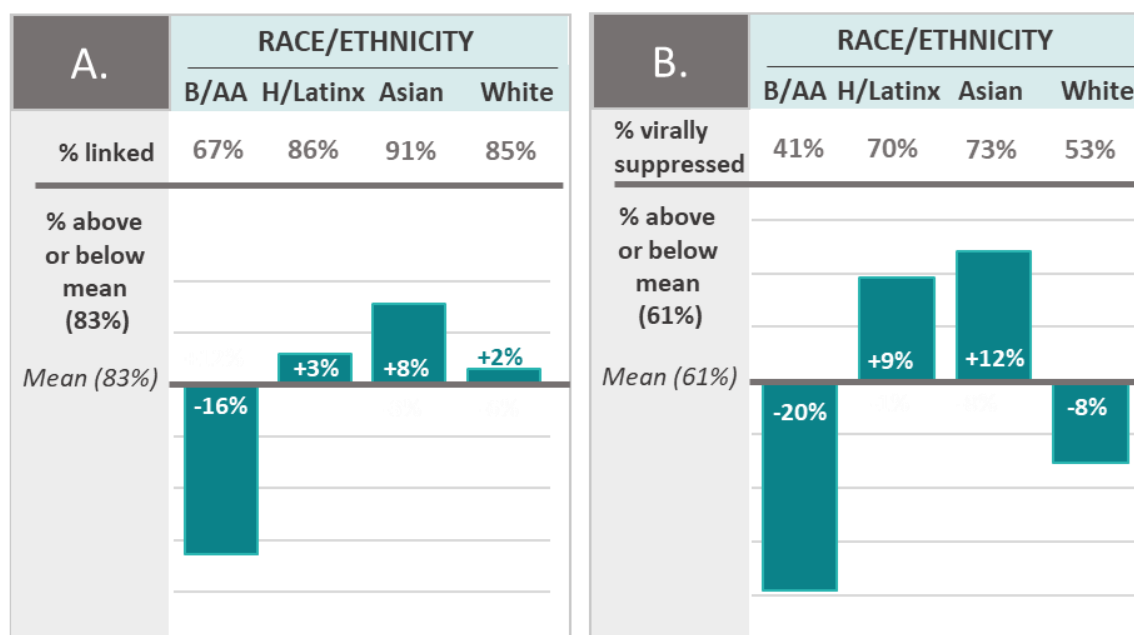 A.
RACE/ETHNICITY
B/AA H/Latinx Asian White
% linked 67% 86% 91% 85%
% above
or below
mean
(83%)
Mean (83%)
-16% +3% +8% +2%
B.
RACE/ETHNICITY
B/AA H/Latinx Asian White
% virally
suppressed 41% 70% 73% 53%
% above
or below
mean
(61%)
Mean (61%)
-20% +9% +12% -8%